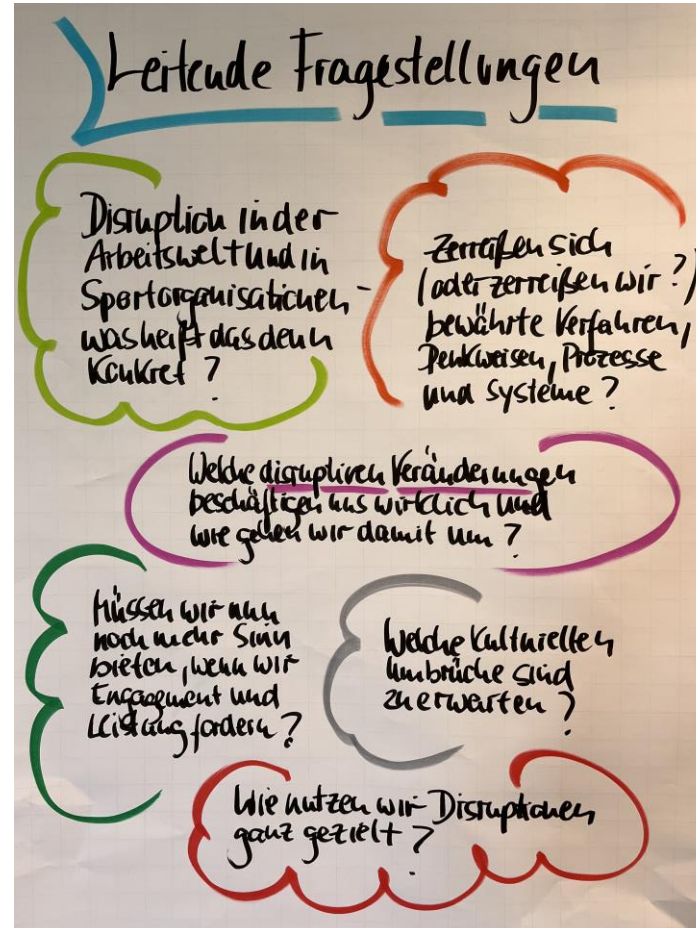 Leitende Fragestellungen
Disruption in der
Arbeitswelt und in
Sportorganisationen -
was heißt das denn
konkret ?
Zerreißen sich
(oder zerreißen wir ?)
bewährte Verfahren,
Denkweisen, Prozesse
und Systeme ?
Welche disruptiven Veränderungen
beschäftigen uns wirklich und
wie gehen wir damit um ?
Müssen wir nun
noch mehr Sinn
bieten, wenn wir
Engagement und
Leistung fordern ?
Welche kulturellen
Umbrüche sind
zu erwarten ?
Wie nutzen wir Disruptionen
ganz gezielt ?